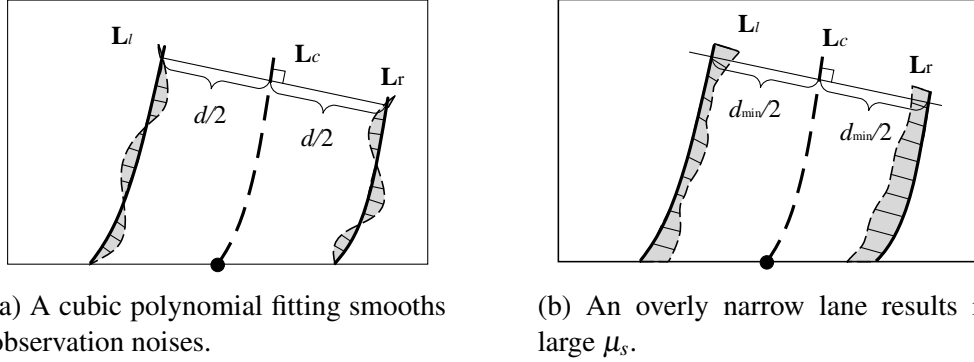 L_l
L_c
L_r
d/2
d/2
L_l
L_c
L_r
d_min/2
d_min/2
a) A cubic polynomial fitting smooths
observation noises.
(b) An overly narrow lane results
large μ_s.